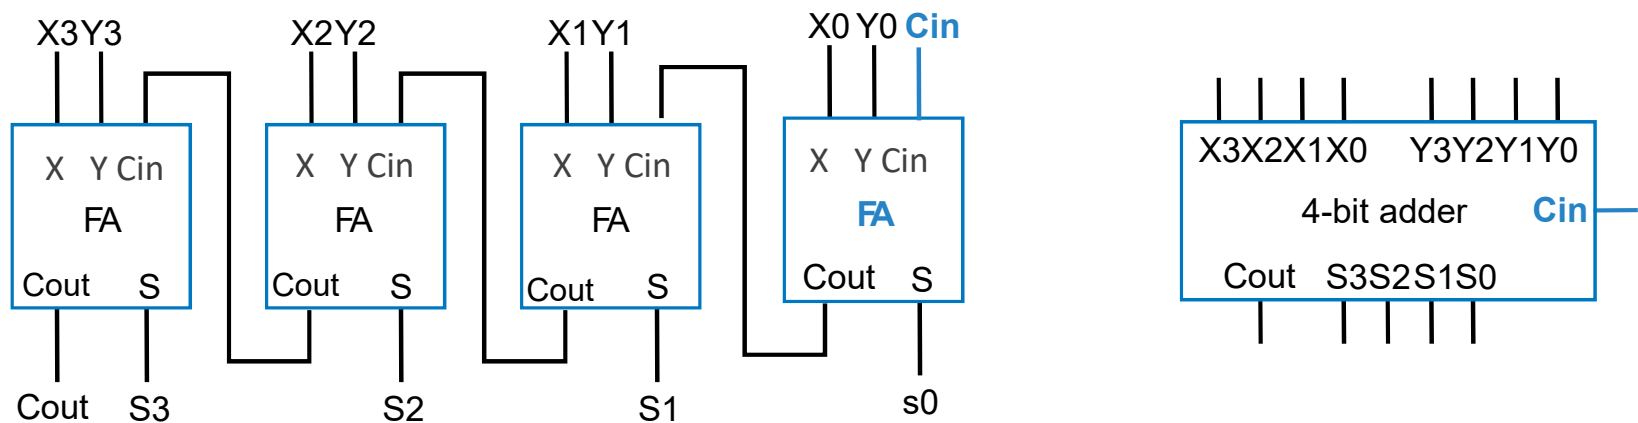 X3Y3 X2Y2 X1Y1 X0 Y0 Cin
X Y Cin X Y Cin X Y Cin X Y Cin X3X2X1X0 Y3Y2Y1Y0
FA FA FA FA 4-bit adder Cin
Cout S Cout S Cout S Cout S Cout S3S2S1S0
Cout S3 S2 S1 s0